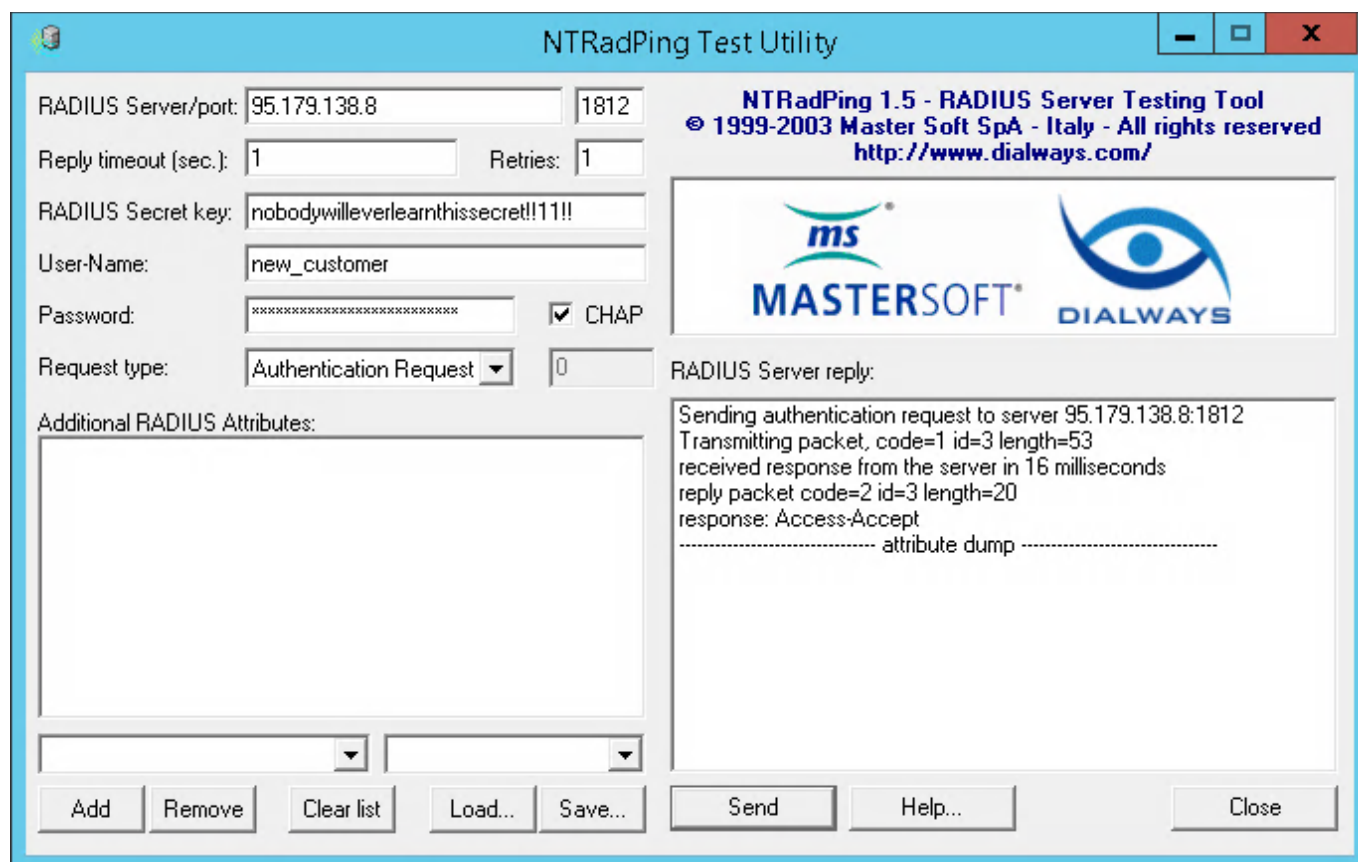 NTRadPing Test Utility
RADIUS Server/port: 95.179.138.8 1812
Reply timeout (sec.): 1 Retries: 1
RADIUS Secret key: nobodywilleverlearnthissecret!!11!!
User-Name: new_customer
Password: ************************** CHAP
Request type: Authentication Request 0
Additional RADIUS Attributes:
Add Remove Clear list Load... Save...
NTRadPing 1.5 - RADIUS Server Testing Tool
© 1999-2003 Master Soft SpA - Italy - All rights reserved
http://www.dialways.com/
ms
MASTERSOFT
DIALWAYS
RADIUS Server reply:
Sending authentication request to server 95.179.138.8:1812
Transmitting packet, code=1 id=3 length=53
received response from the server in 16 milliseconds
reply packet code=2 id=3 length=20
response: Access-Accept
-------------------------------- attribute dump --------------------------------
Send Help... Close